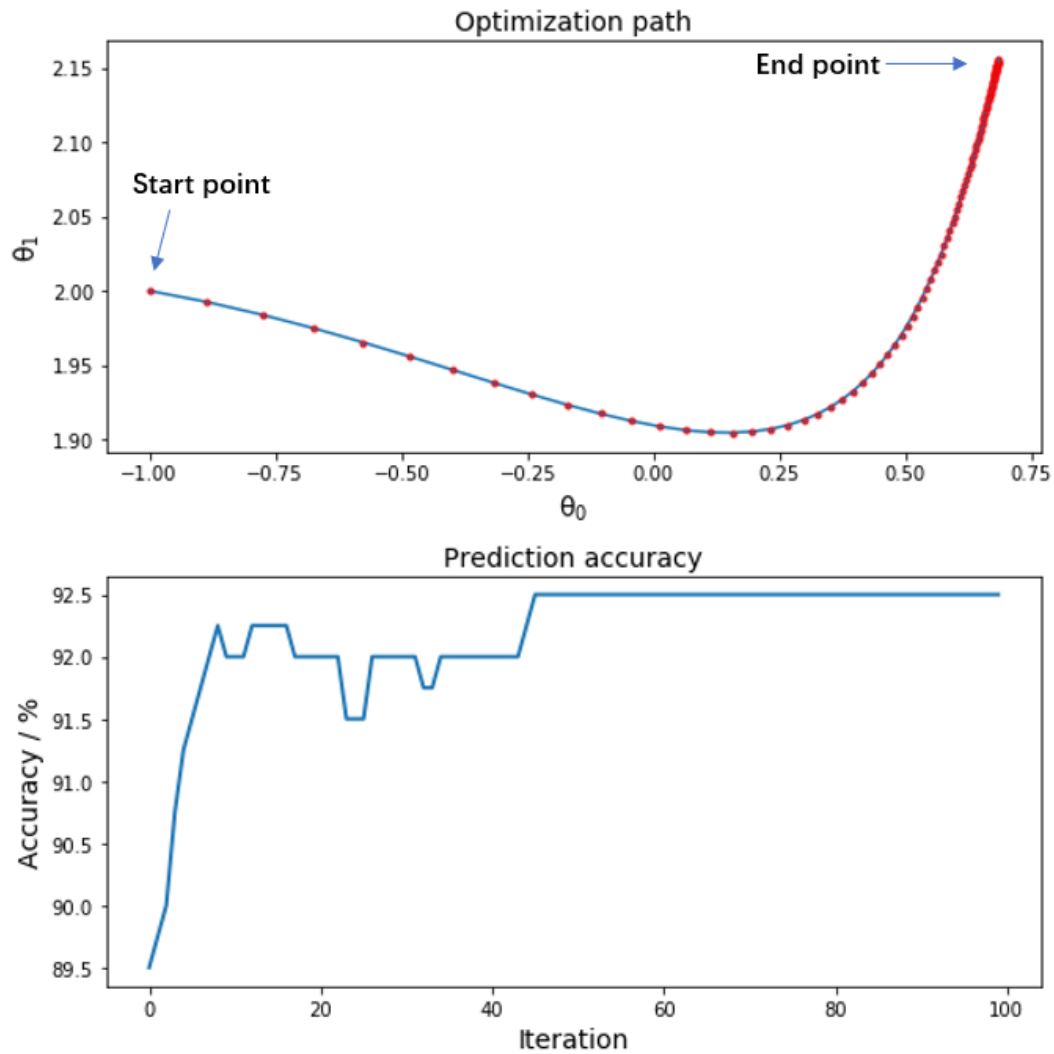 Optimization path
End point
Start point
θ1
2.15
2.10
2.05
2.00
1.95
1.90
−1.00 −0.75 −0.50 −0.25 0.00 0.25 0.50 0.75
θ0
Prediction accuracy
Accuracy / %
92.5
92.0
91.5
91.0
90.5
90.0
89.5
0 20 40 60 80 100
Iteration